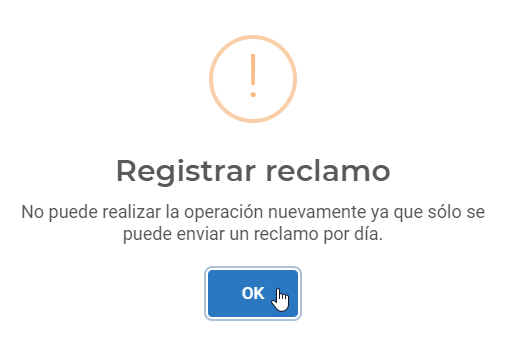 Registrar reclamo
No puede realizar la operación nuevamente ya que sólo se
puede enviar un reclamo por día.
OK